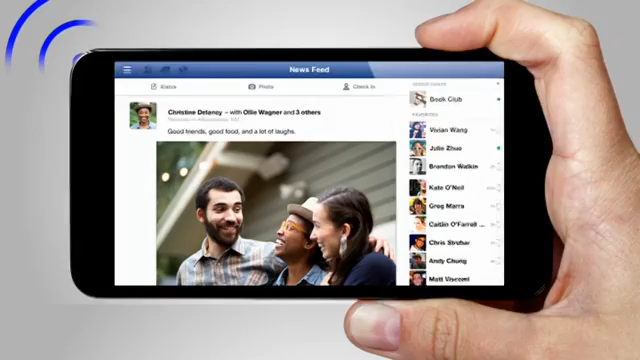 News Feed
Status
Photo
Check In
Christine Delaney – with Ollie Wagner and 3 others
Good friends, good food, and a lot of laughs.
Book Club
FAVORITES
Vivian Wang
Julie Zhuo
Brandon Walkin
Kate O'Neil
Greg Marra
Caitlin O'Farrell ...
Chris Struhar
Andy Chung
Matt Visconti